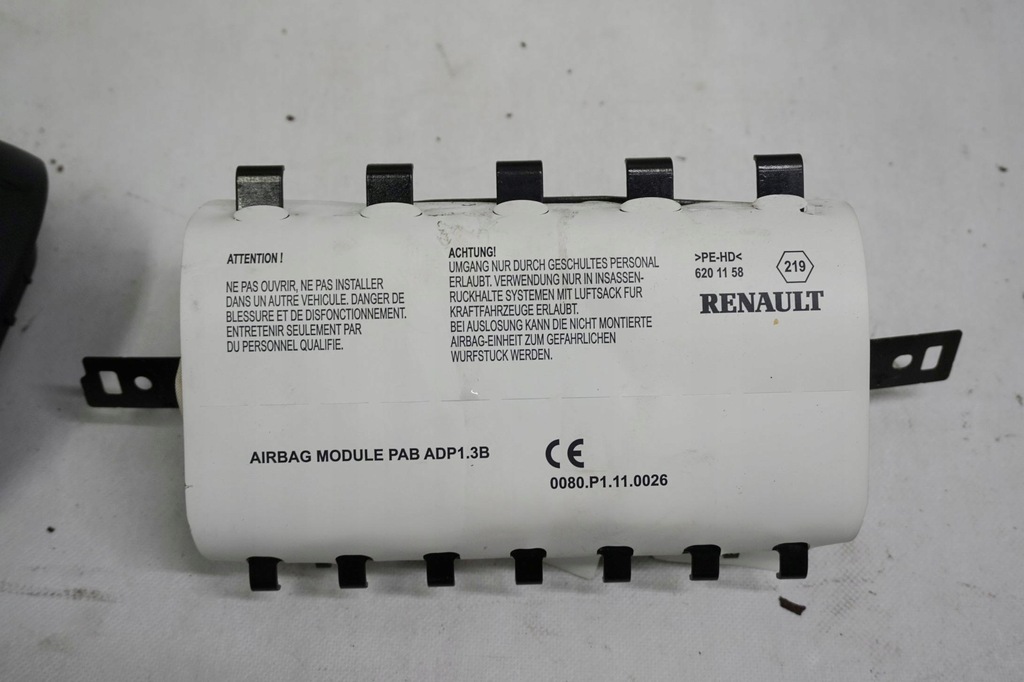 ATTENTION !
NE PAS OUVRIR, NE PAS INSTALLER
DANS UN AUTRE VEHICULE. DANGER DE
BLESSURE ET DE DISFONCTIONNEMENT.
ENTRETENIR SEULEMENT PAR
DU PERSONNEL QUALIFIE.
ACHTUNG!
UMGANG NUR DURCH GESCHULTES PERSONAL
ERLAUBT. VERWENDUNG NUR IN INSASSEN-
RUCKHALTE SYSTEMEN MIT LUFTSACK FUR
KRAFTFAHRZEUGE ERLAUBT.
BEI AUSLOSUNG KANN DIE NICHT MONTIERTE
AIRBAG-EINHEIT ZUM GEFAHRLICHEN
WURFSTUCK WERDEN.
>PE-HD<
620 11 58
219
RENAULT
AIRBAG MODULE PAB ADP1.3B
CE
0080.P1.11.0026